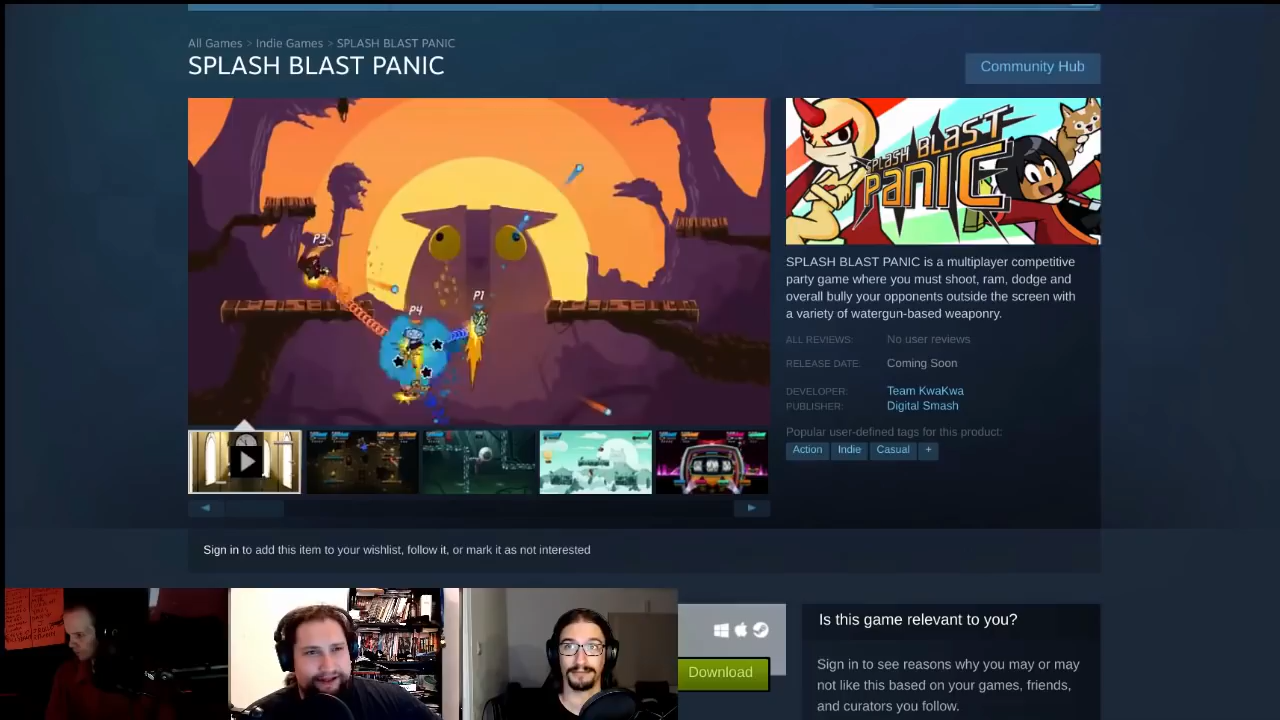 All Games > Indie Games > SPLASH BLAST PANIC
SPLASH BLAST PANIC
Community Hub
P3
P4
P1
SPLASH BLAST
PANIC
SPLASH BLAST PANIC is a multiplayer competitive
party game where you must shoot, ram, dodge and
overall bully your opponents outside the screen with
a variety of watergun-based weaponry.
ALL REVIEWS: No user reviews
RELEASE DATE: Coming Soon
DEVELOPER: Team KwaKwa
PUBLISHER: Digital Smash
Popular user-defined tags for this product:
Action Indie Casual +
Sign in to add this item to your wishlist, follow it, or mark it as not interested
Download
Is this game relevant to you?
Sign in to see reasons why you may or may
not like this based on your games, friends,
and curators you follow.